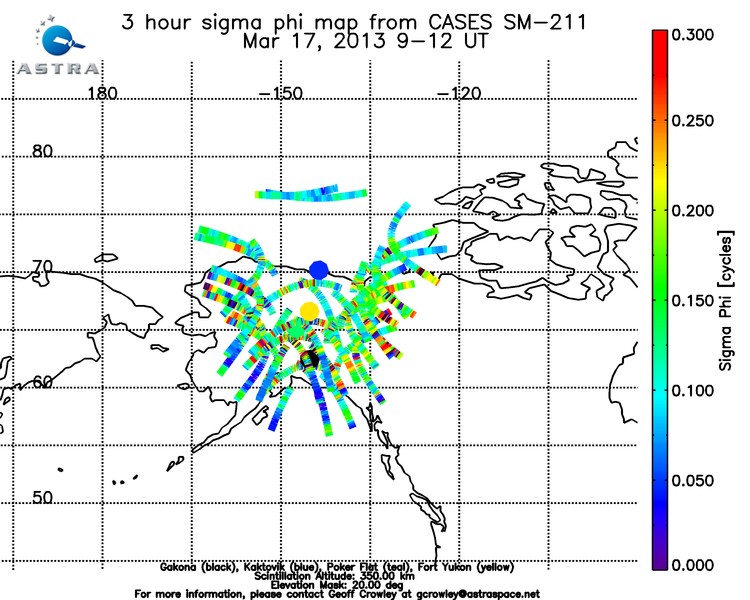 3 hour sigma phi map from CASES SM-211
Mar 17, 2013 9-12 UT
ASTRA
180 -150 -120
80
70
60
50
0.300
0.250
0.200
0.150
0.100
0.050
0.000
Sigma Phi [cycles]
Gakona (black), Kaktovik (blue), Poker Flat (teal), Fort Yukon (yellow)
Scintillation Altitude: 350.00 km
Elevation Mask: 20.00 deg
For more information, please contact Geoff Crowley at gcrowley@astraspace.net